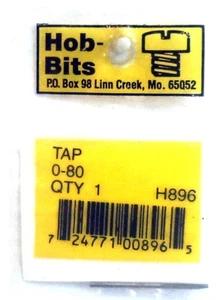 Hob-
Bits
P.O. Box 98 Linn Creek, Mo. 65052
TAP
0-80
QTY 1 H896
7 24771 00896 5